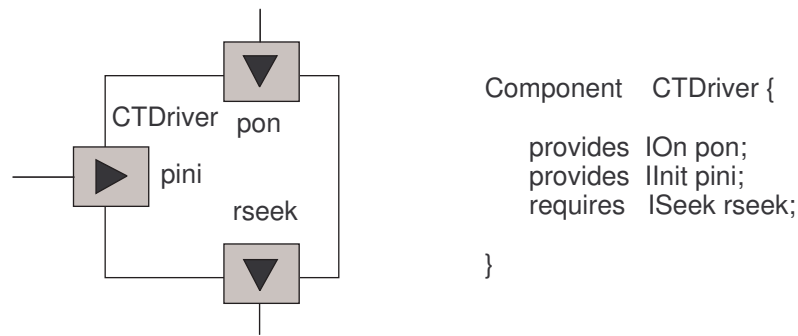 CTDriver
pon
pini
rseek
Component CTDriver {
provides IOn pon;
provides IInit pini;
requires ISeek rseek;
}